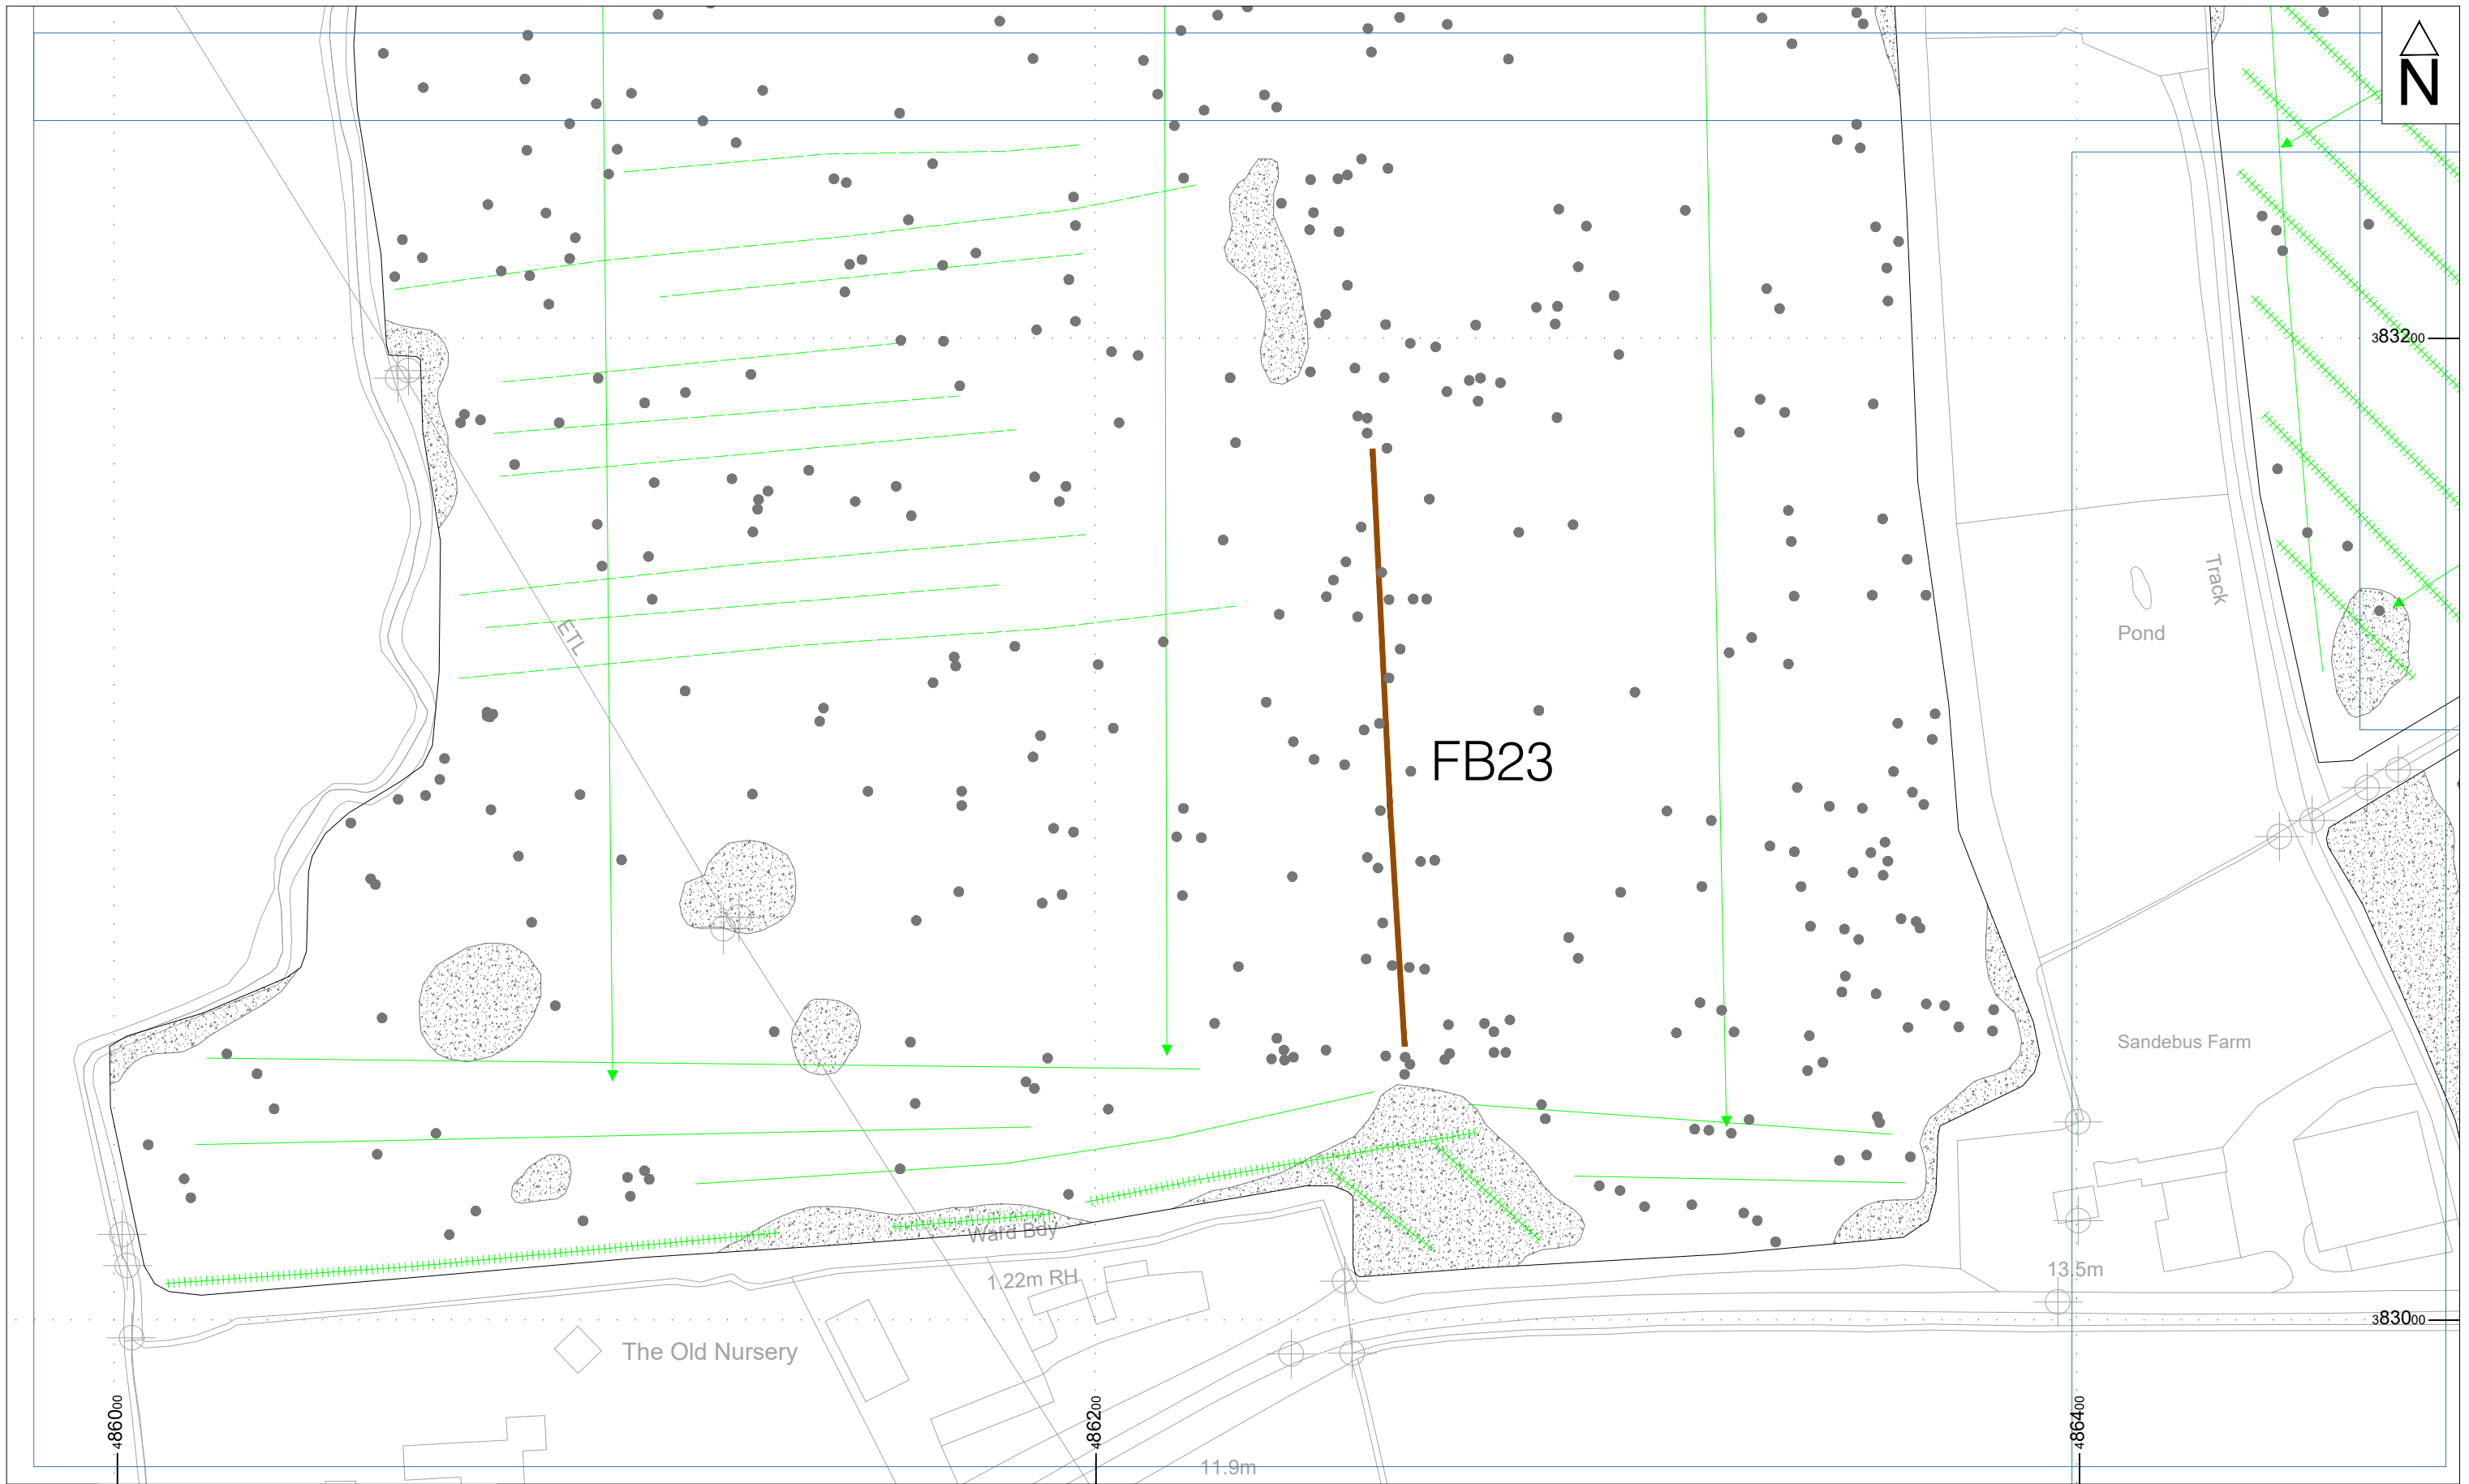 N
383200
ETL
Track
Pond
FB23
Sandebus Farm
Ward Bdy
1.22m RH
13.5m
383000
The Old Nursery
486000
486200
486400
11.9m